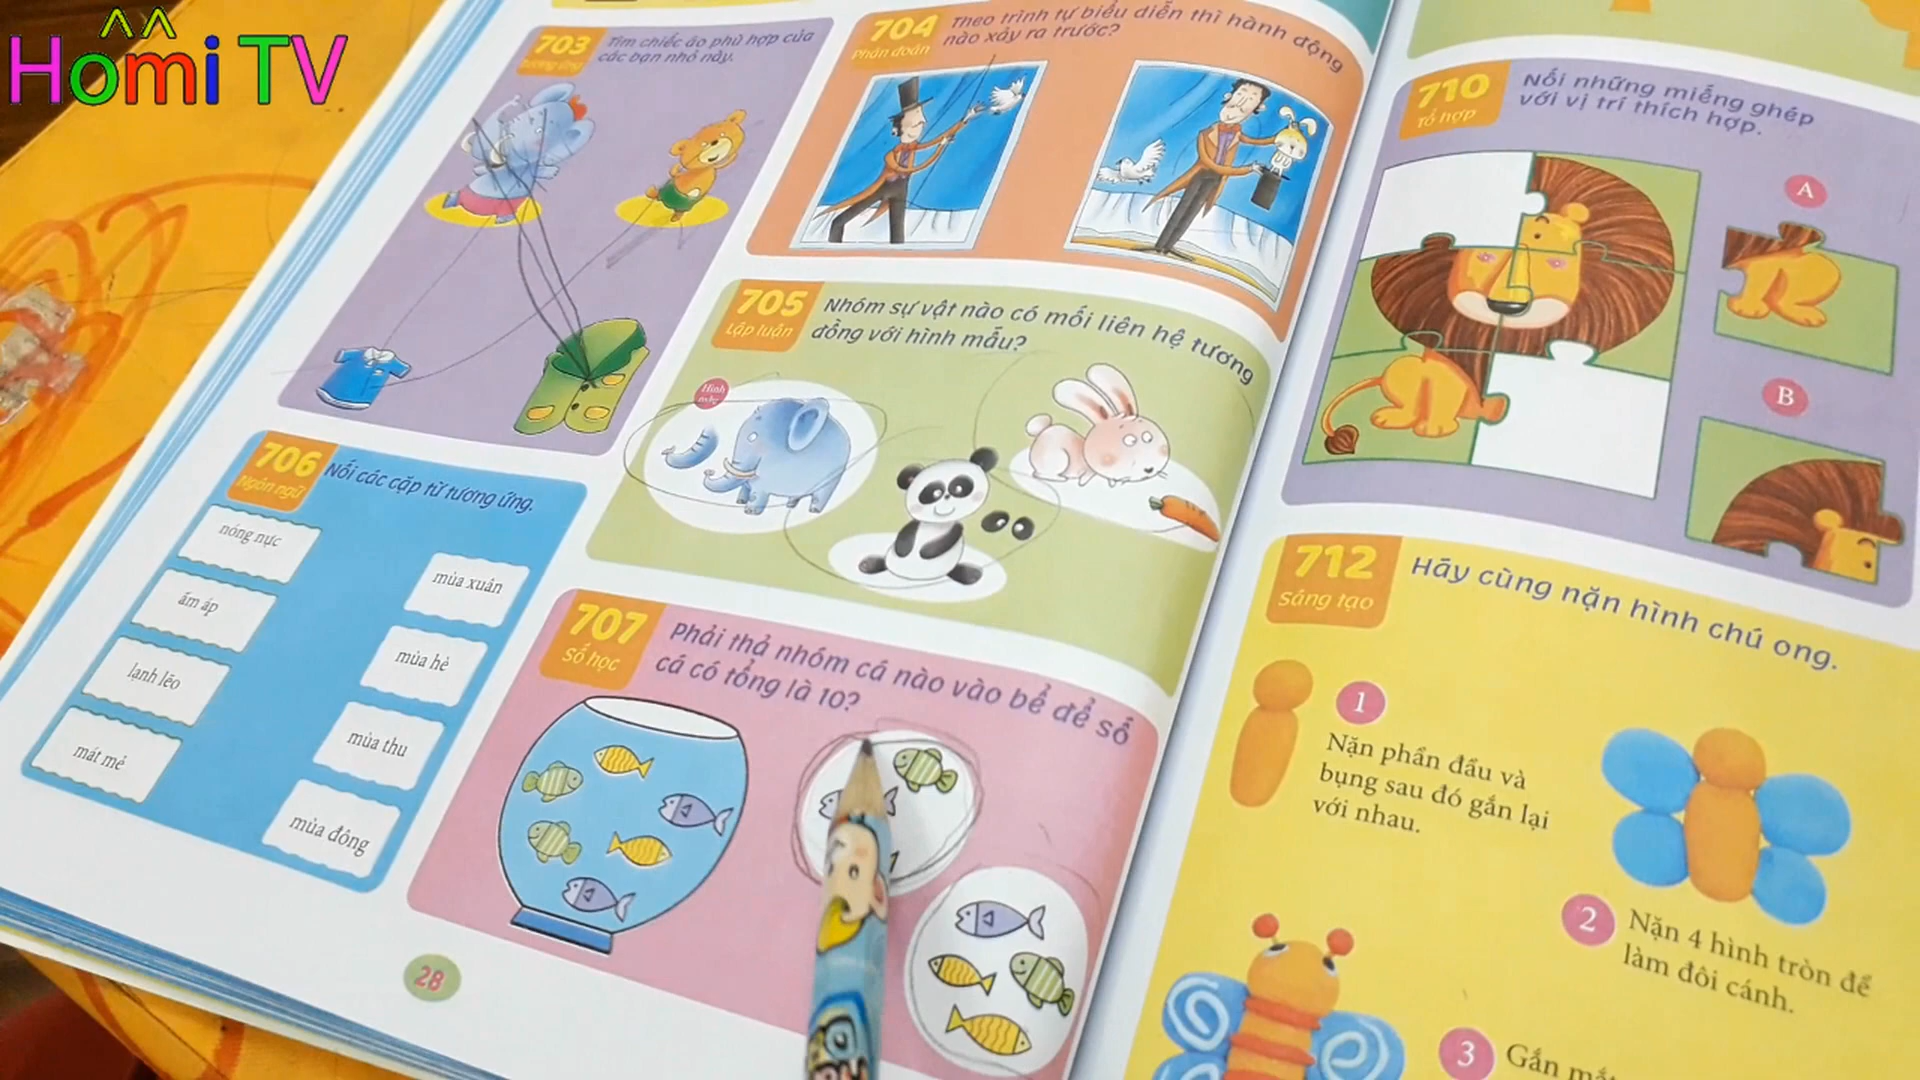 Hômi TV
703
Tìm chiếc áo phù hợp của
các bạn nhỏ này.
704
Phán đoán
Theo trình tự biểu diễn thì hành động
nào xảy ra trước?
705
Lập luận
Nhóm sự vật nào có mối liên hệ tương
đồng với hình mẫu?
Hình
mẫu
706
Ngôn ngữ
Nối các cặp từ tương ứng.
nóng nực
ấm áp
lạnh lẽo
mát mẻ
mùa xuân
mùa hè
mùa thu
mùa đông
707
Số học
Phải thả nhóm cá nào vào bể để số
cá có tổng là 10?
28
710
Tổ hợp
Nối những miếng ghép
với vị trí thích hợp.
A
B
712
Sáng tạo
Hãy cùng nặn hình chú ong.
1
Nặn phần đầu và
bụng sau đó gắn lại
với nhau.
2
Nặn 4 hình tròn để
làm đôi cánh.
3
Gắn